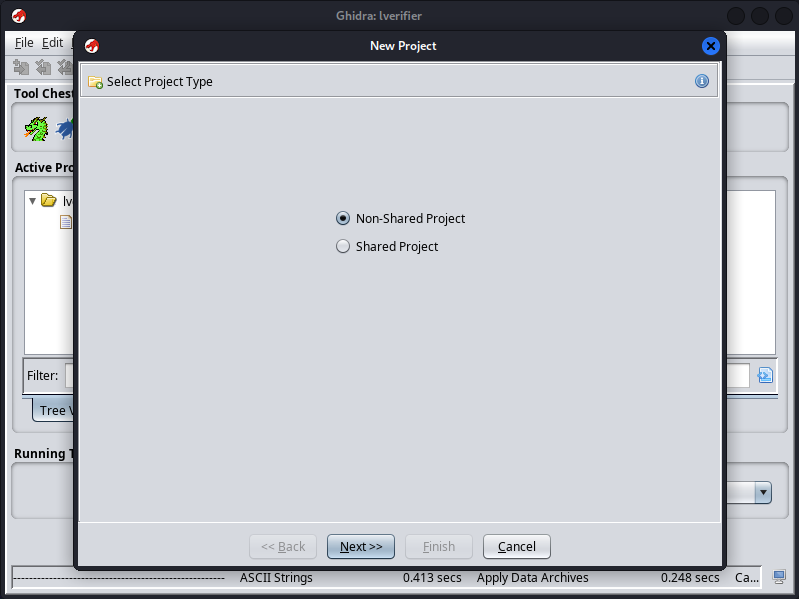 Ghidra: lverifier
File Edit
New Project
Select Project Type
Tool Chest
Active Pro
lv
Non-Shared Project
Shared Project
Filter:
Tree V
Running T
<< Back Next >> Finish Cancel
---------------------------------------------------- ASCII Strings 0.413 secs Apply Data Archives 0.248 secs Ca...